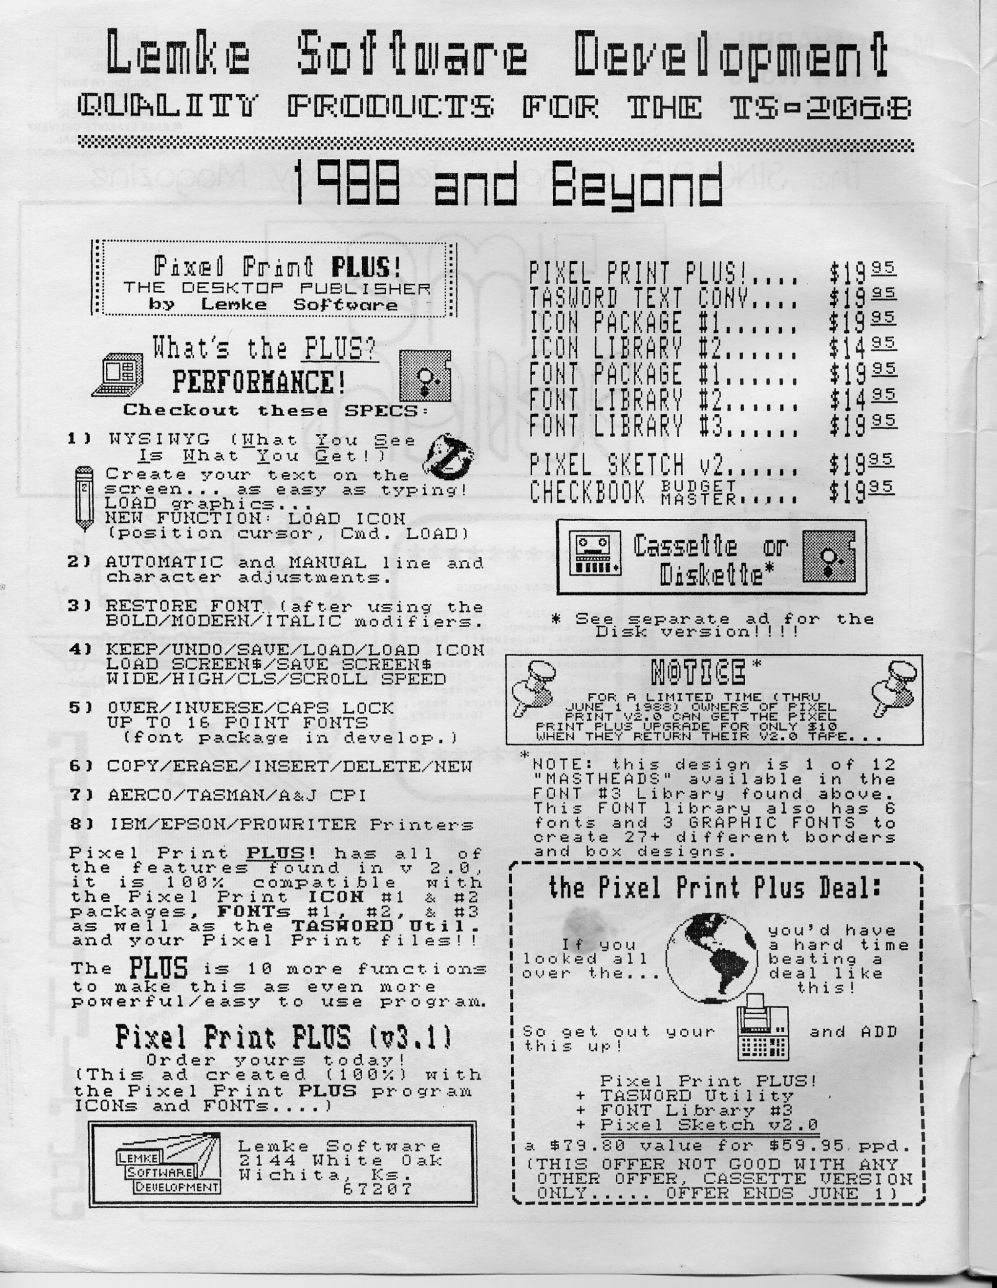 Lemke Software Development
QUALITY PRODUCTS FOR THE TS-2068
1988 and Beyond
Pixel Print PLUS!
THE DESKTOP PUBLISHER
by Lemke Software
What's the PLUS?
PERFORMANCE!
Checkout these SPECS:
1) WYSIWYG (What You See
Is What You Get!)
Create your text on the
screen... as easy as typing!
LOAD graphics...
NEW FUNCTION: LOAD ICON
(position cursor, Cmd. LOAD)
2) AUTOMATIC and MANUAL line and
character adjustments.
3) RESTORE FONT (after using the
BOLD/MODERN/ITALIC modifiers.
4) KEEP/UNDO/SAVE/LOAD/LOAD ICON
LOAD SCREEN$/SAVE SCREEN$
WIDE/HIGH/CLS/SCROLL SPEED
5) OVER/INVERSE/CAPS LOCK
UP TO 16 POINT FONTS
(font package in develop.)
6) COPY/ERASE/INSERT/DELETE/NEW
7) AERCO/TASMAN/A&J CPI
8) IBM/EPSON/PROWRITER Printers
Pixel Print PLUS! has all of
the features found in v 2.0,
it is 100% compatible with
the Pixel Print ICON #1 & #2
packages, FONTs #1, #2, & #3
as well as the TASWORD Util.
and your Pixel Print files!!
The PLUS is 10 more functions
to make this as even more
powerful/easy to use program.
Pixel Print PLUS (v3.1)
Order yours today!
(This ad created (100%) with
the Pixel Print PLUS program
ICONs and FONTs....)
LEMKE
SOFTWARE
DEVELOPMENT
Lemke Software
2144 White Oak
Wichita, Ks.
67207
PIXEL PRINT PLUS!.... $19 95
TASWORD TEXT CONV.... $19 95
ICON PACKAGE #1...... $19 95
ICON LIBRARY #2...... $14 95
FONT PACKAGE #1...... $19 95
FONT LIBRARY #2...... $14 95
FONT LIBRARY #3...... $19 95
PIXEL SKETCH v2...... $19 95
CHECKBOOK BUDGET MASTER..... $19 95
Cassette or
Diskette*
* See separate ad for the
Disk version!!!!
NOTICE*
FOR A LIMITED TIME (THRU
JUNE 1 1988) OWNERS OF PIXEL
PRINT V2.0 CAN GET THE PIXEL
PRINT PLUS UPGRADE FOR ONLY $10
WHEN THEY RETURN THEIR V2.0 TAPE...
*NOTE: this design is 1 of 12
"MASTHEADS" available in the
FONT #3 Library found above.
This FONT library also has 6
fonts and 3 GRAPHIC FONTS to
create 27+ different borders
and box designs.
the Pixel Print Plus Deal:
If you
looked all
over the...
you'd have
a hard time
beating a
deal like
this!
So get out your and ADD
this up!
Pixel Print PLUS!
+ TASWORD Utility
+ FONT Library #3
+ Pixel Sketch v2.0
a $79.80 value for $59.95 ppd.
(THIS OFFER NOT GOOD WITH ANY
OTHER OFFER, CASSETTE VERSION
ONLY..... OFFER ENDS JUNE 1)